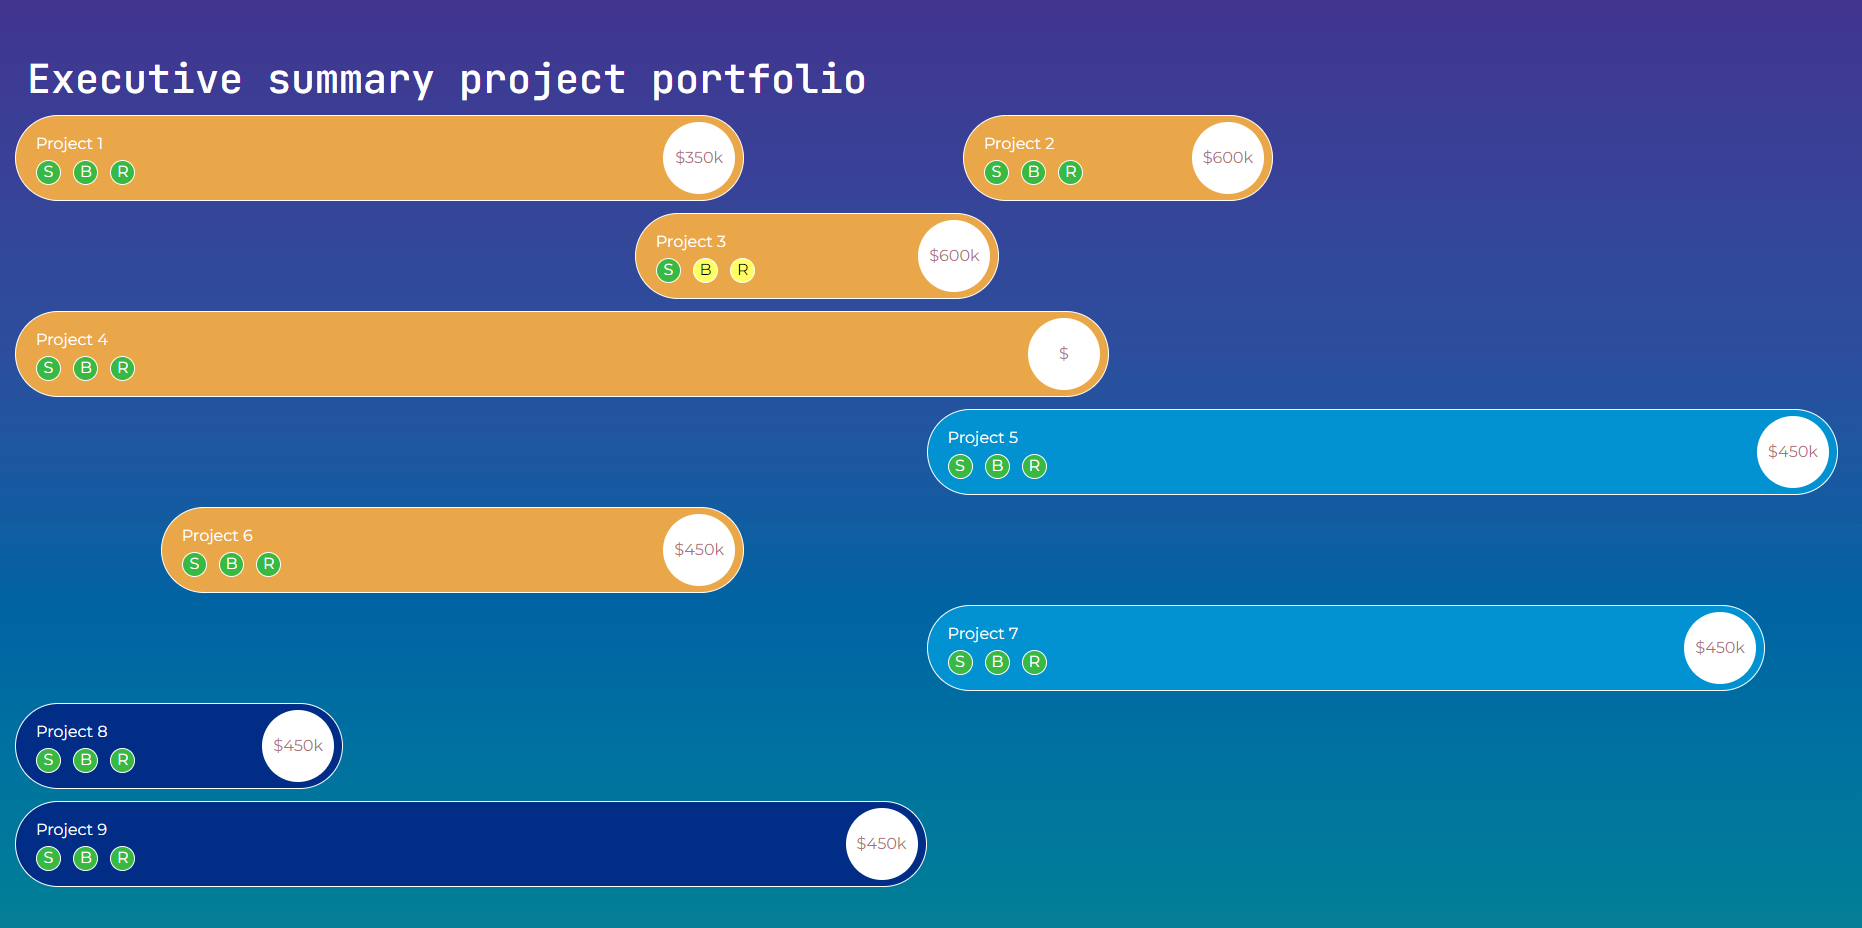 Executive summary project portfolio
Project 1
S B R
$350k
Project 2
S B R
$600k
Project 3
S B R
$600k
Project 4
S B R
$
Project 5
S B R
$450k
Project 6
S B R
$450k
Project 7
S B R
$450k
Project 8
S B R
$450k
Project 9
S B R
$450k